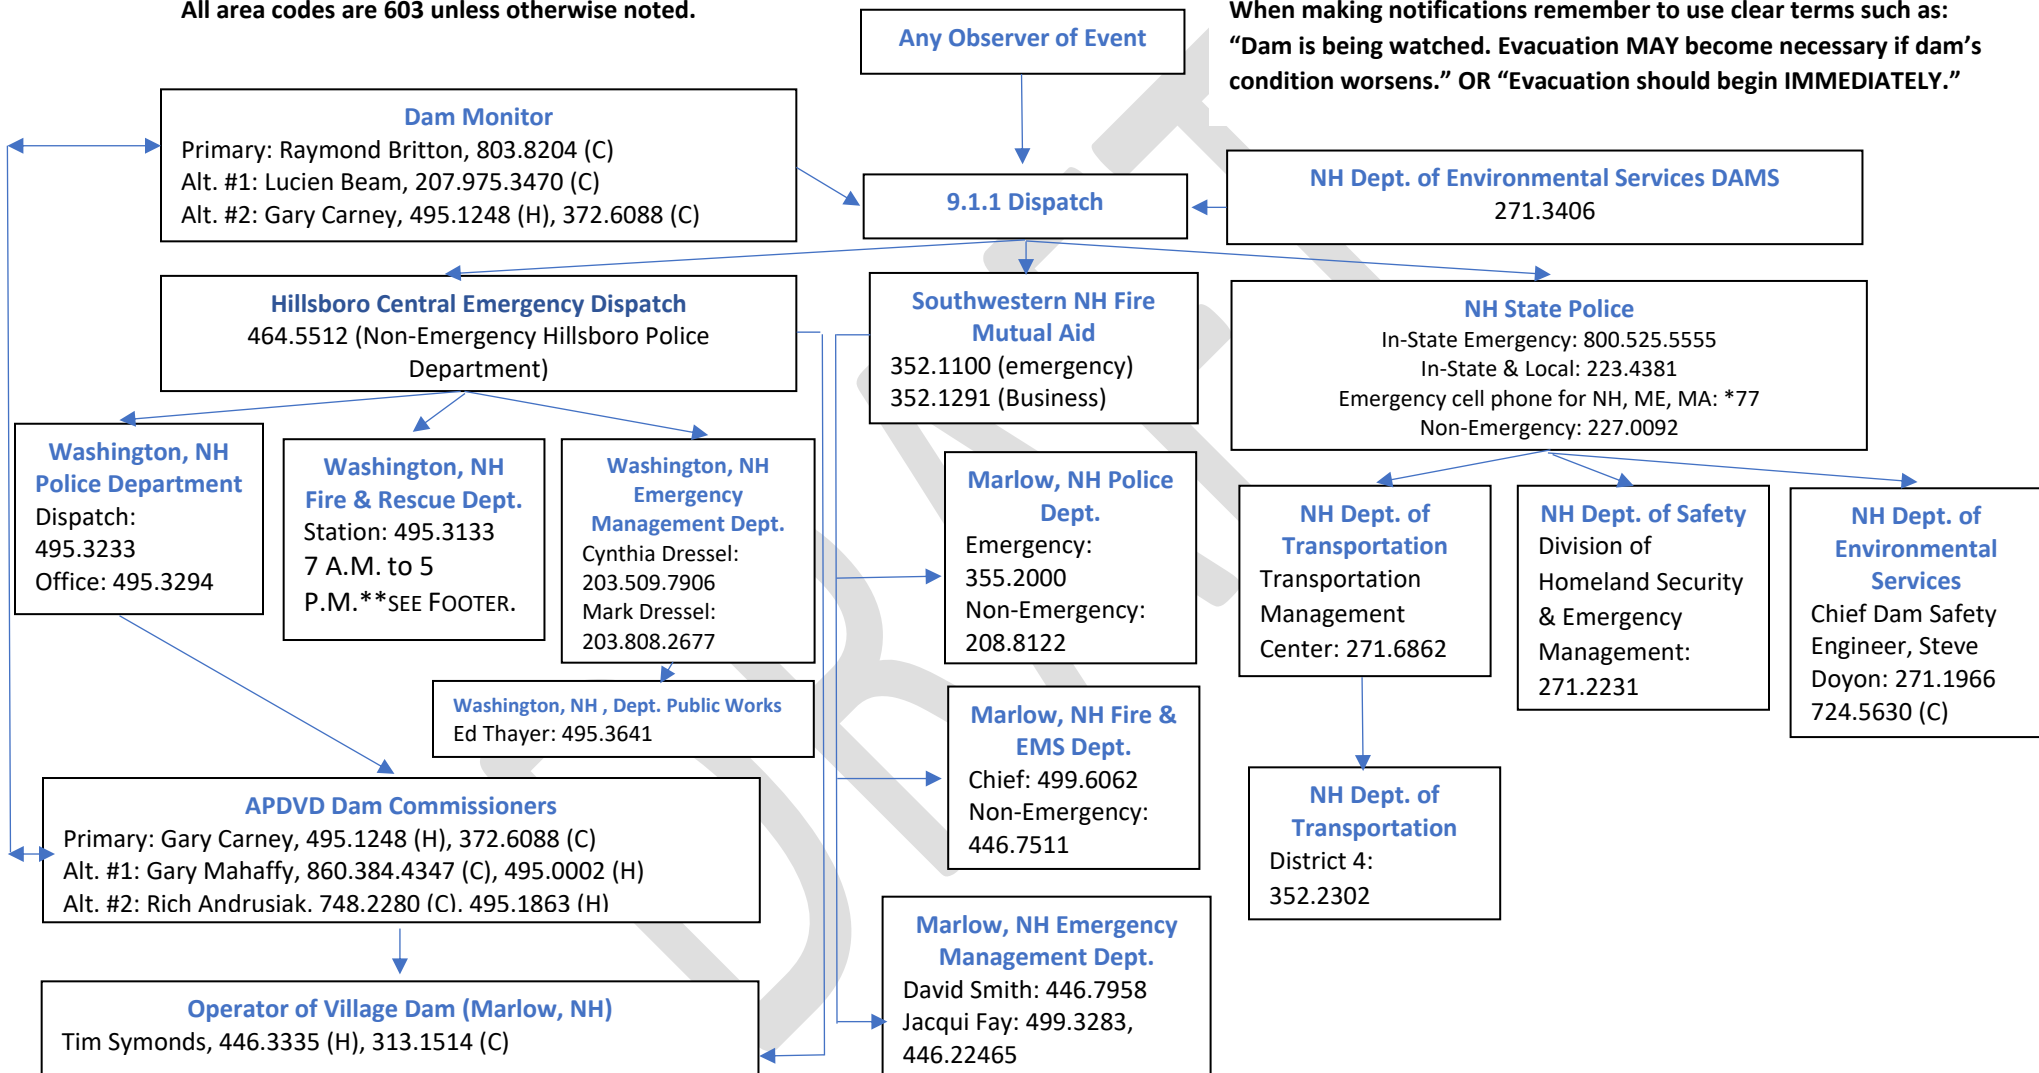 All area codes are 603 unless otherwise noted.
When making notifications remember to use clear terms such as:
“Dam is being watched. Evacuation MAY become necessary if dam’s
condition worsens.” OR “Evacuation should begin IMMEDIATELY.”
Any Observer of Event
Dam Monitor
Primary: Raymond Britton, 803.8204 (C)
Alt. #1: Lucien Beam, 207.975.3470 (C)
Alt. #2: Gary Carney, 495.1248 (H), 372.6088 (C)
9.1.1 Dispatch
NH Dept. of Environmental Services DAMS
271.3406
Hillsboro Central Emergency Dispatch
464.5512 (Non-Emergency Hillsboro Police
Department)
Southwestern NH Fire
Mutual Aid
352.1100 (emergency)
352.1291 (Business)
NH State Police
In-State Emergency: 800.525.5555
In-State & Local: 223.4381
Emergency cell phone for NH, ME, MA: *77
Non-Emergency: 227.0092
Washington, NH
Police Department
Dispatch:
495.3233
Office: 495.3294
Washington, NH
Fire & Rescue Dept.
Station: 495.3133
7 A.M. to 5
P.M.**SEE FOOTER.
Washington, NH
Emergency
Management Dept.
Cynthia Dressel:
203.509.7906
Mark Dressel:
203.808.2677
Washington, NH , Dept. Public Works
Ed Thayer: 495.3641
Marlow, NH Police
Dept.
Emergency:
355.2000
Non-Emergency:
208.8122
NH Dept. of
Transportation
Transportation
Management
Center: 271.6862
NH Dept. of Safety
Division of
Homeland Security
& Emergency
Management:
271.2231
NH Dept. of
Environmental
Services
Chief Dam Safety
Engineer, Steve
Doyon: 271.1966
724.5630 (C)
Marlow, NH Fire &
EMS Dept.
Chief: 499.6062
Non-Emergency:
446.7511
NH Dept. of
Transportation
District 4:
352.2302
APDVD Dam Commissioners
Primary: Gary Carney, 495.1248 (H), 372.6088 (C)
Alt. #1: Gary Mahaffy, 860.384.4347 (C), 495.0002 (H)
Alt. #2: Rich Andrusiak. 748.2280 (C). 495.1863 (H)
Marlow, NH Emergency
Management Dept.
David Smith: 446.7958
Jacqui Fay: 499.3283,
446.22465
Operator of Village Dam (Marlow, NH)
Tim Symonds, 446.3335 (H), 313.1514 (C)
DRAFT